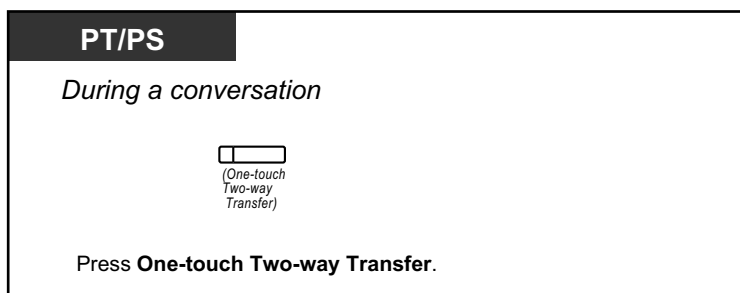 PT/PS
During a conversation
(One-touch
Two-way
Transfer)
Press One-touch Two-way Transfer.